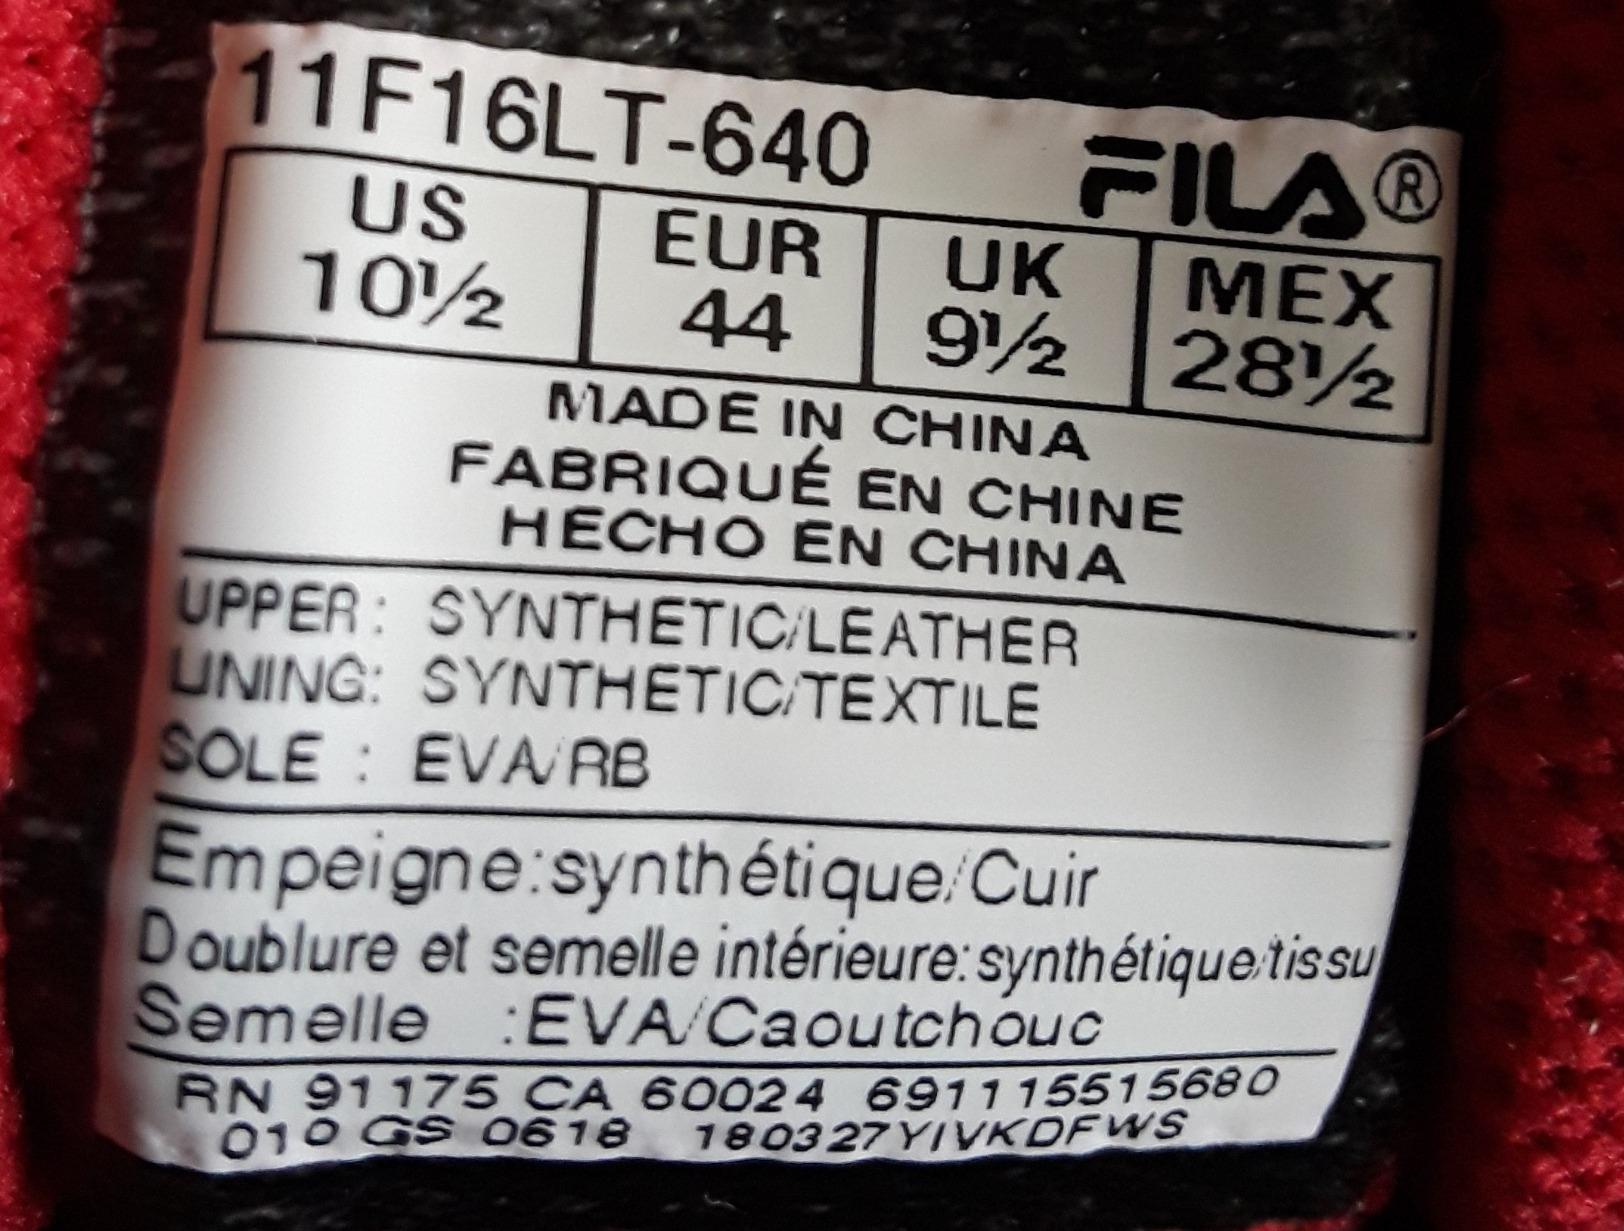 11F16LT-640 FILA®
US EUR UK MEX
10½ 44 9½ 28½
MADE IN CHINA
FABRIQUÉ EN CHINE
HECHO EN CHINA
UPPER: SYNTHETIC/LEATHER
LINING: SYNTHETIC/TEXTILE
SOLE : EVA/RB
Empeigne:synthétique/Cuir
Doublure et semelle intérieure:synthétique/tissu
Semelle :EVA/Caoutchouc
RN 91175 CA 60024 691115515680
010 GS 0618 180327YIVKDFWS